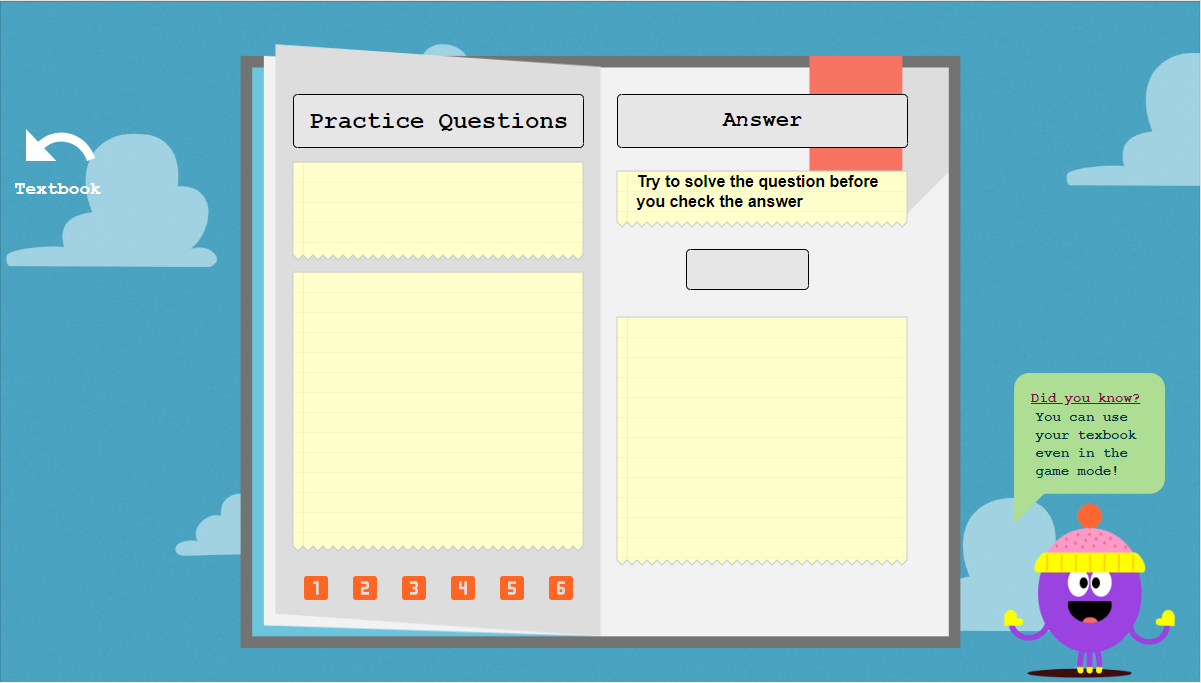 Practice Questions
Answer
Textbook
Try to solve the question before
you check the answer
Did you know?
You can use
your texbook
even in the
game mode!
1 2 3 4 5 6